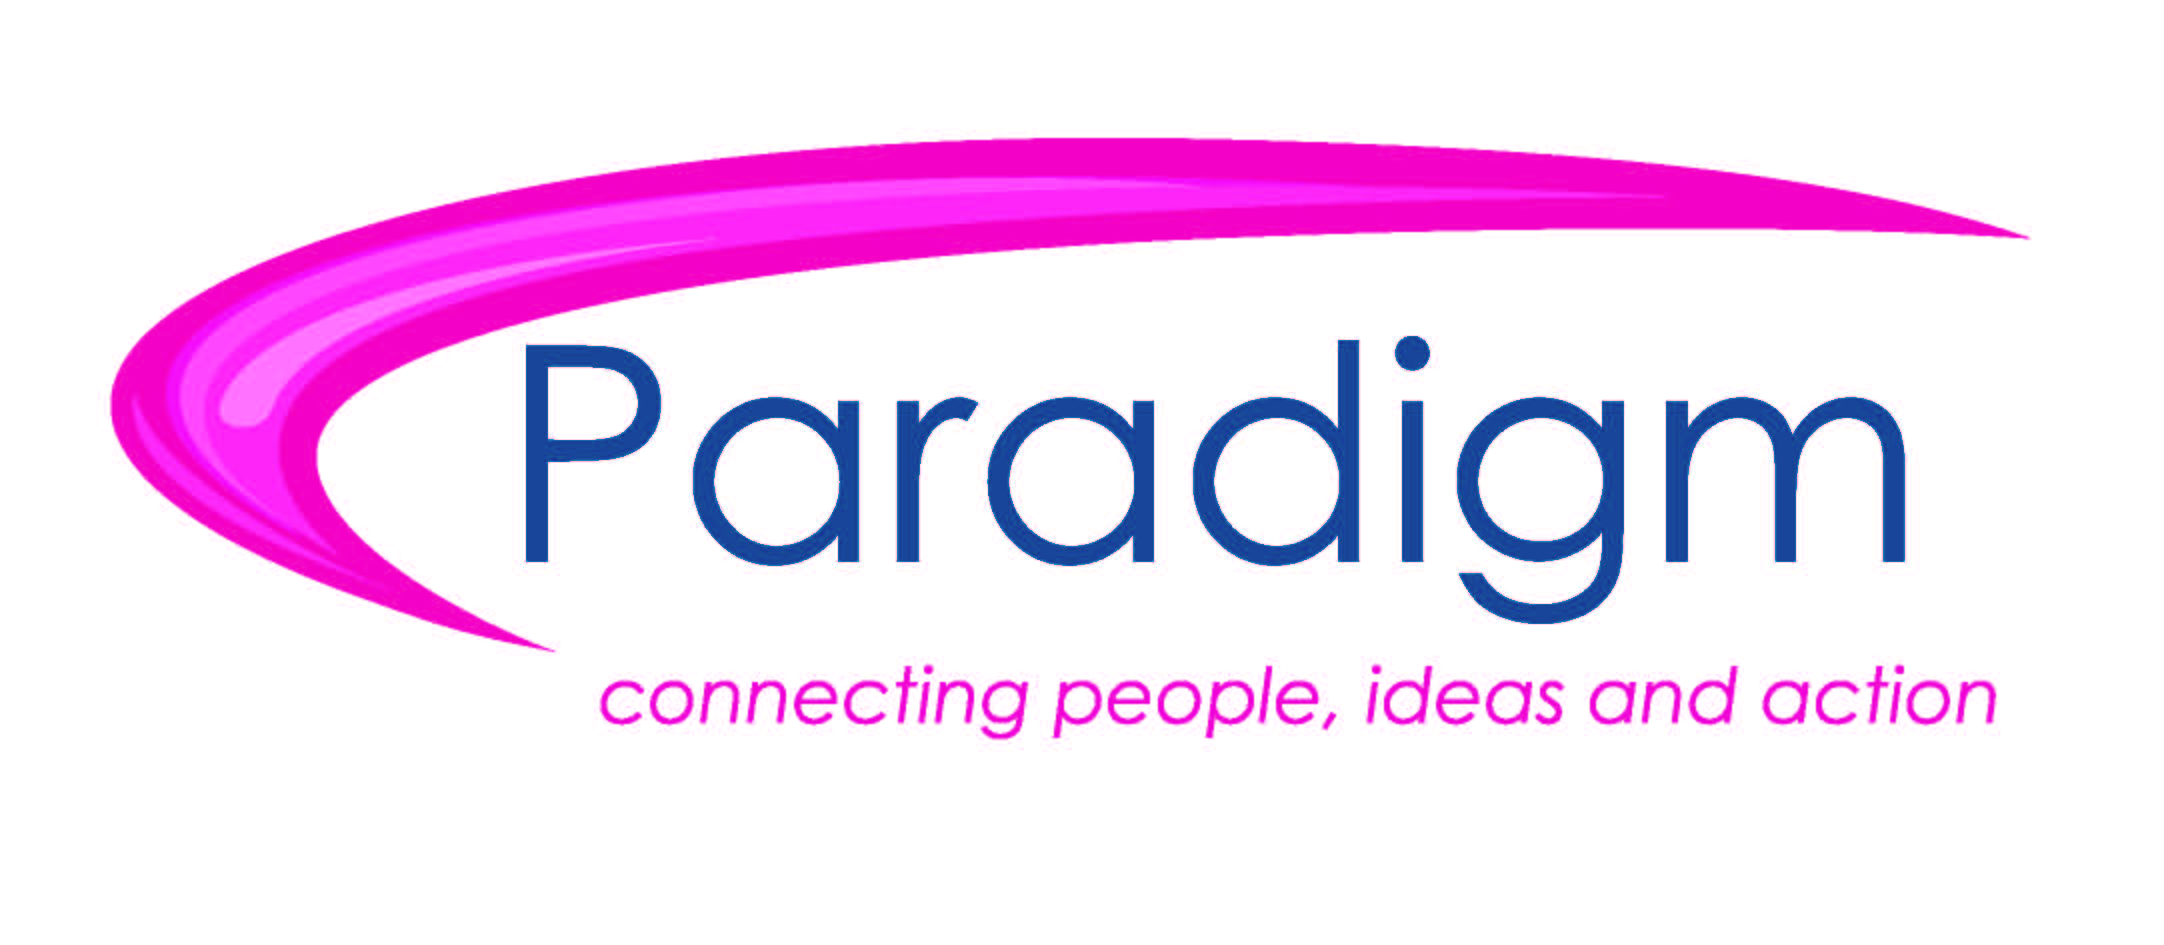 Paradigm
connecting people, ideas and action